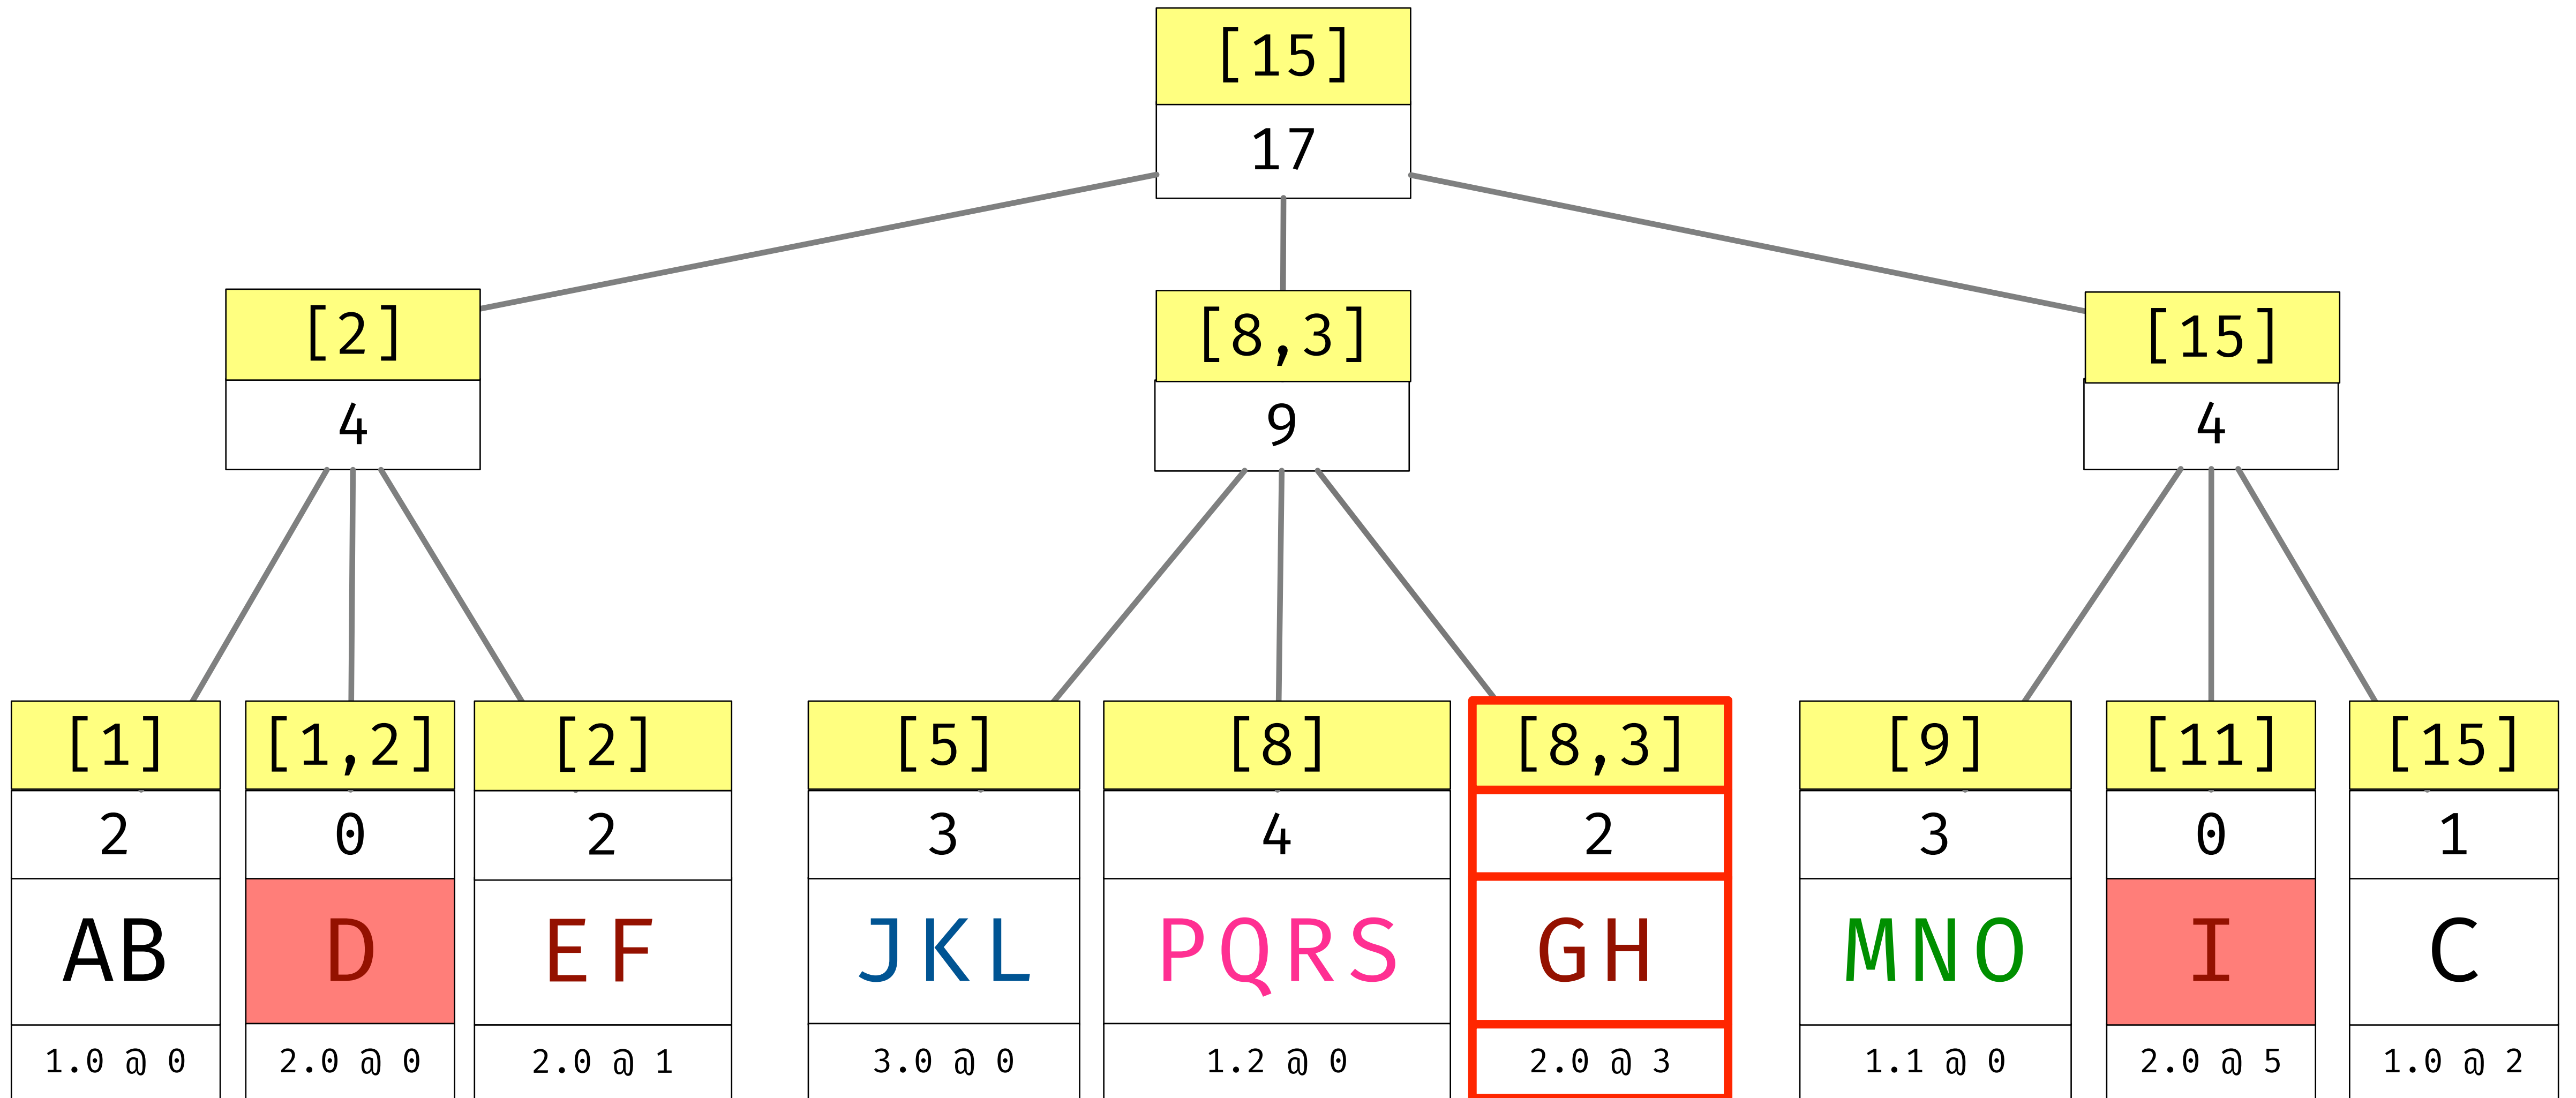 [15]
17
[2]
4
[8,3]
9
[15]
4
[1] [1,2] [2] [5] [8] [8,3] [9] [11] [15]
2 0 2 3 4 2 3 0 1
AB D EF JKL PQRS GH MNO I C
1.0 @ 0 2.0 @ 0 2.0 @ 1 3.0 @ 0 1.2 @ 0 2.0 @ 3 1.1 @ 0 2.0 @ 5 1.0 @ 2